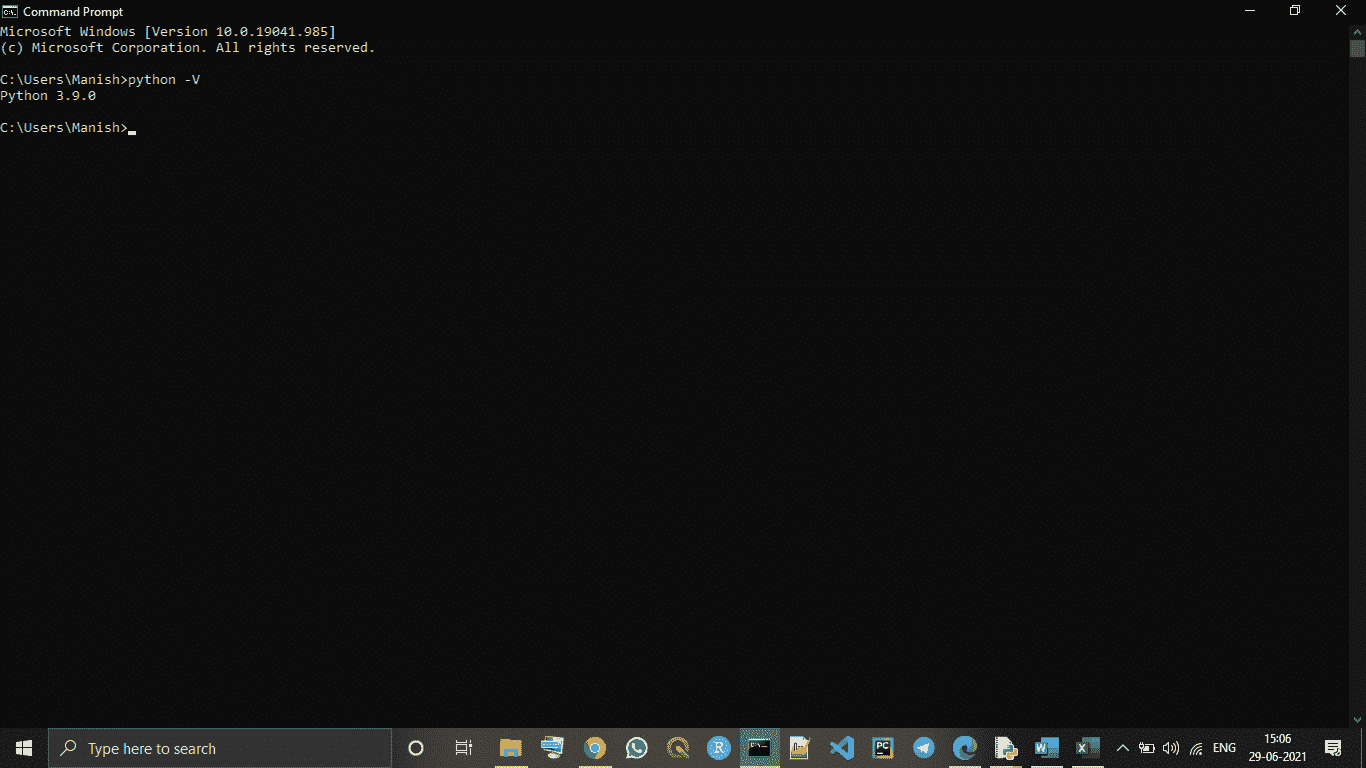 Command Prompt
Microsoft Windows [Version 10.0.19041.985]
(c) Microsoft Corporation. All rights reserved.
C:\Users\Manish>python -V
Python 3.9.0
C:\Users\Manish>
Type here to search
R
C:\.
PC
W
X
ENG
15:06
29-06-2021